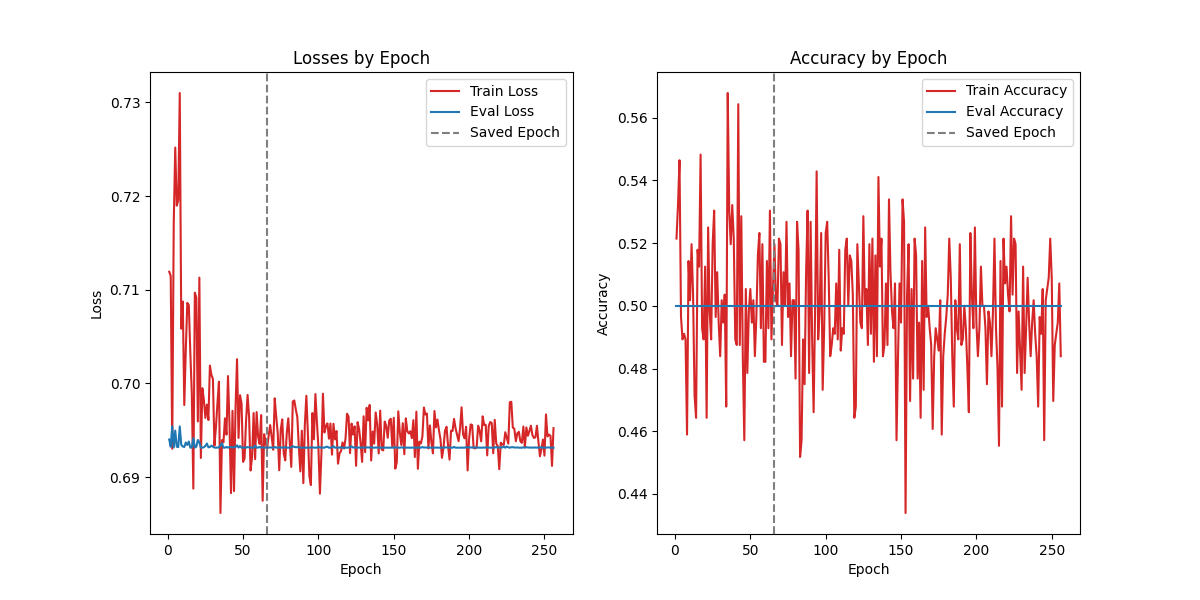 Losses by Epoch
Train Loss
Eval Loss
Saved Epoch
0.73
0.72
0.71
0.70
0.69
Loss
0
50
100
150
200
250
Epoch
Accuracy by Epoch
Train Accuracy
Eval Accuracy
Saved Epoch
0.56
0.54
0.52
0.50
0.48
0.46
0.44
Accuracy
0
50
100
150
200
250
Epoch